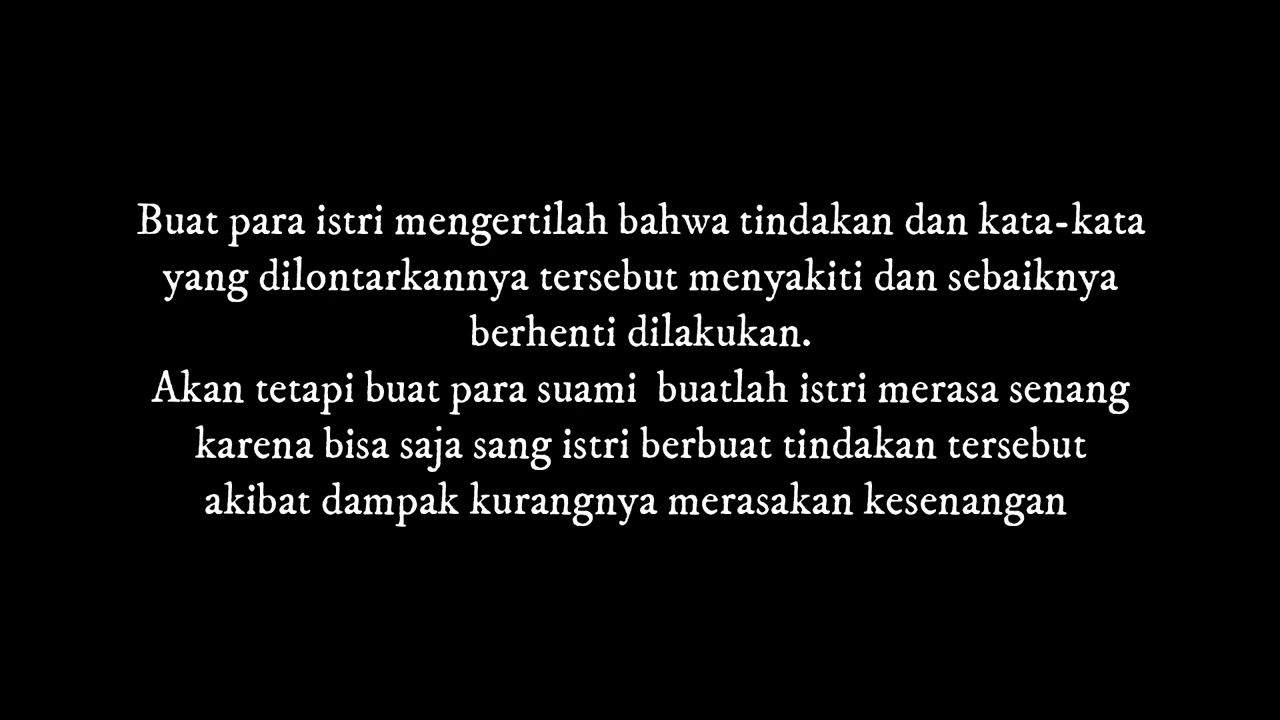 Buat para istri mengertilah bahwa tindakan dan kata-kata
yang dilontarkannya tersebut menyakiti dan sebaiknya
berhenti dilakukan.
Akan tetapi buat para suami  buatlah istri merasa senang
karena bisa saja sang istri berbuat tindakan tersebut
akibat dampak kurangnya merasakan kesenangan